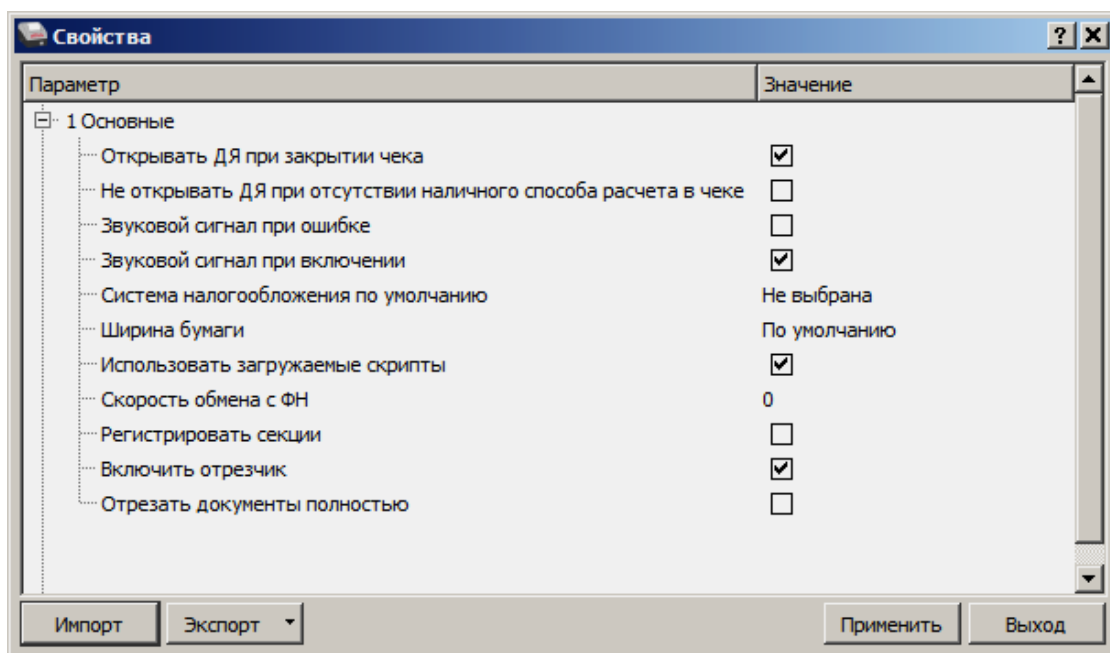 Свойства
Параметр Значение
1 Основные
Открывать ДЯ при закрытии чека
Не открывать ДЯ при отсутствии наличного способа расчета в чеке
Звуковой сигнал при ошибке
Звуковой сигнал при включении
Система налогообложения по умолчанию Не выбрана
Ширина бумаги По умолчанию
Использовать загружаемые скрипты
Скорость обмена с ФН 0
Регистрировать секции
Включить отрезчик
Отрезать документы полностью
Импорт Экспорт Применить Выход